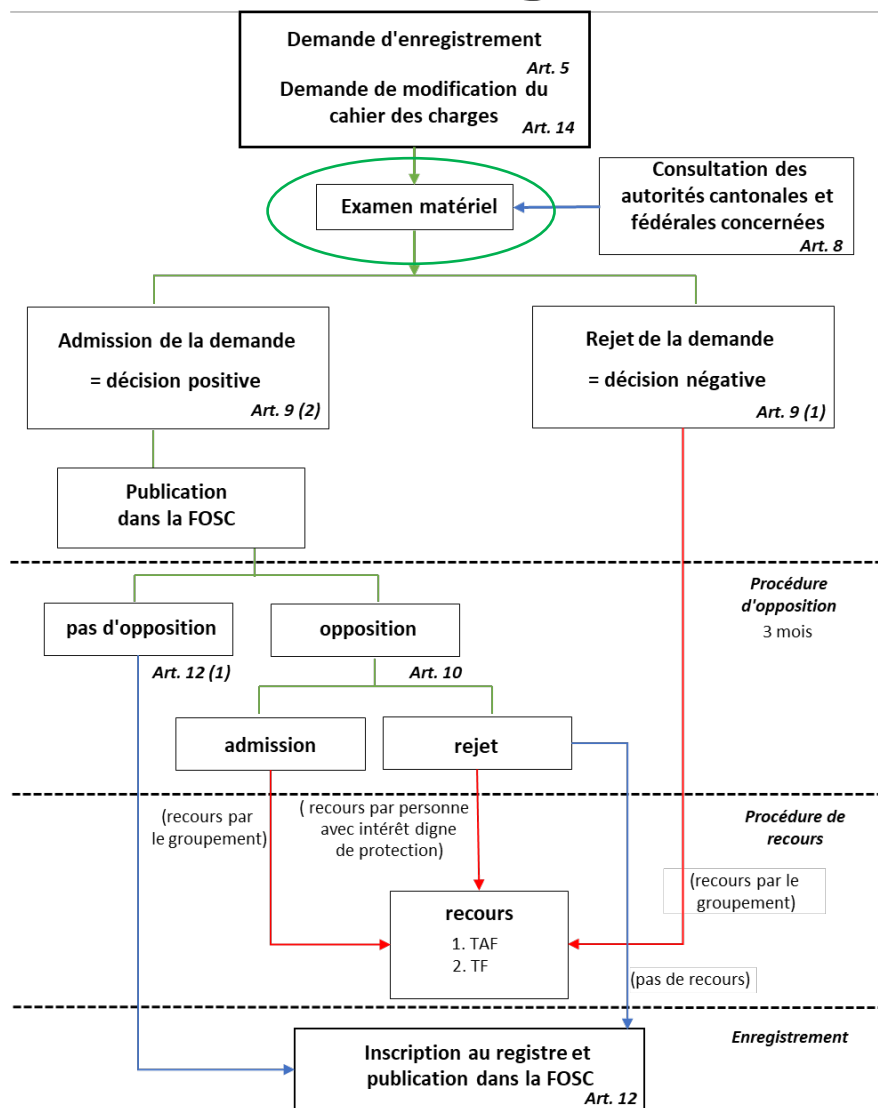 Demande d'enregistrement
Art. 5
Demande de modification du
cahier des charges
Art. 14
Examen matériel
Consultation des
autorités cantonales et
fédérales concernées
Art. 8
Admission de la demande
= décision positive
Art. 9 (2)
Rejet de la demande
= décision négative
Art. 9 (1)
Publication
dans la FOSC
Procédure
d'opposition
3 mois
pas d'opposition
Art. 12 (1)
opposition
Art. 10
admission
rejet
(recours par
le groupement)
( recours par personne
avec intérêt digne
de protection)
Procédure de
recours
(recours par le
groupement)
recours
1. TAF
2. TF
(pas de recours)
Enregistrement
Inscription au registre et
publication dans la FOSC
Art. 12